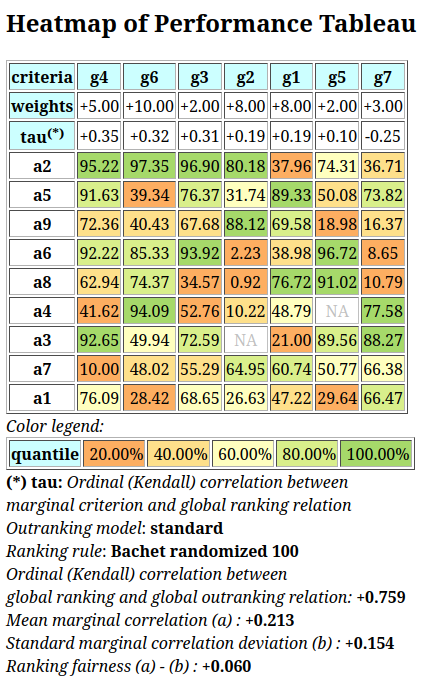 Heatmap of Performance Tableau
criteria g4 g6 g3 g2 g1 g5 g7
weights +5.00 +10.00 +2.00 +8.00 +8.00 +2.00 +3.00
tau(*) +0.35 +0.32 +0.31 +0.19 +0.19 +0.10 -0.25
a2 95.22 97.35 96.90 80.18 37.96 74.31 36.71
a5 91.63 39.34 76.37 31.74 89.33 50.08 73.82
a9 72.36 40.43 67.68 88.12 69.58 18.98 16.37
a6 92.22 85.33 93.92 2.23 38.98 96.72 8.65
a8 62.94 74.37 34.57 0.92 76.72 91.02 10.79
a4 41.62 94.09 52.76 10.22 48.79 NA 77.58
a3 92.65 49.94 72.59 NA 21.00 89.56 88.27
a7 10.00 48.02 55.29 64.95 60.74 50.77 66.38
a1 76.09 28.42 68.65 26.63 47.22 29.64 66.47
Color legend:
quantile 20.00% 40.00% 60.00% 80.00% 100.00%
(*) tau: Ordinal (Kendall) correlation between
marginal criterion and global ranking relation
Outranking model: standard
Ranking rule: Bachet randomized 100
Ordinal (Kendall) correlation between
global ranking and global outranking relation: +0.759
Mean marginal correlation (a) : +0.213
Standard marginal correlation deviation (b) : +0.154
Ranking fairness (a) - (b) : +0.060